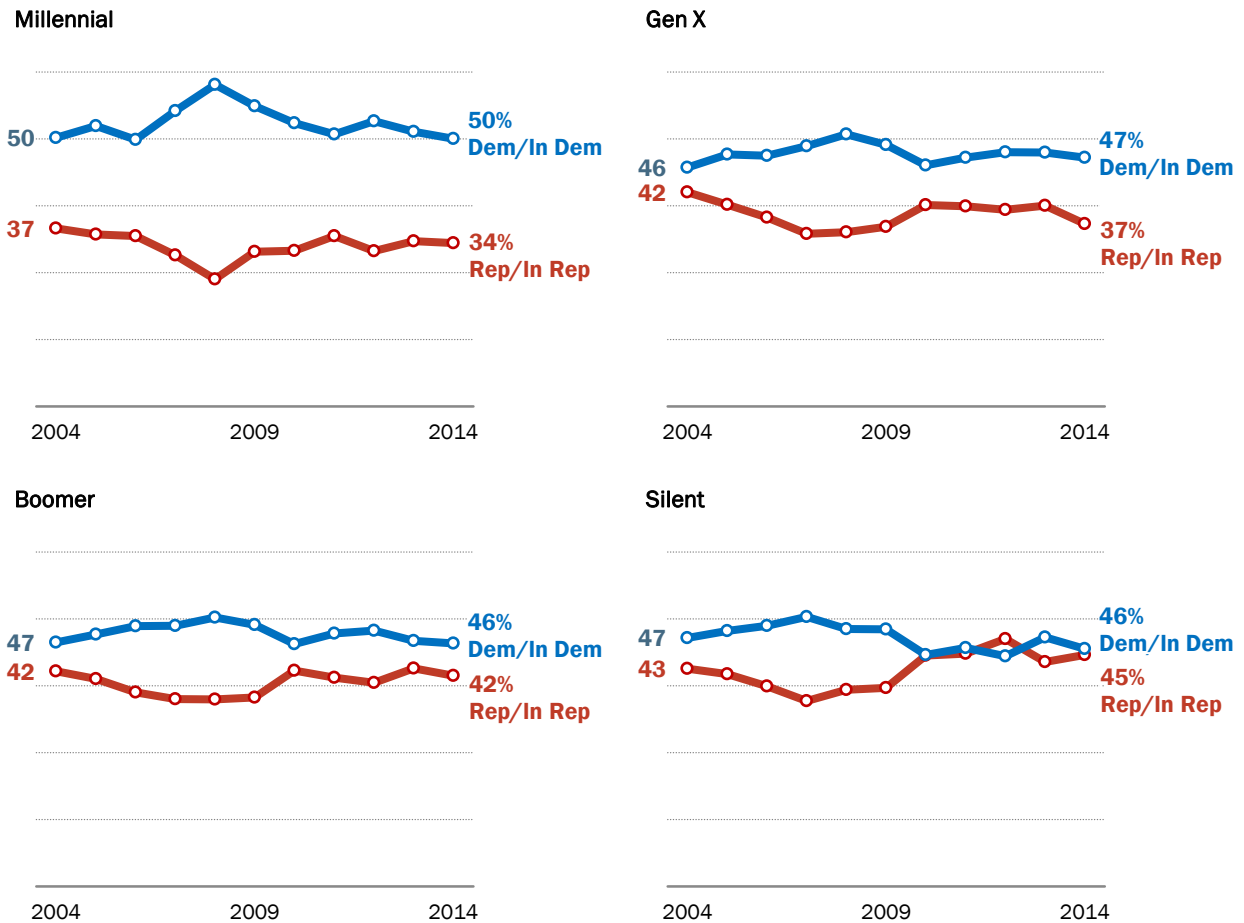 Millennial
50
37
50%
Dem/In Dem
34%
Rep/In Rep
2004
2009
2014
Gen X
46
42
47%
Dem/In Dem
37%
Rep/In Rep
2004
2009
2014
Boomer
47
42
46%
Dem/In Dem
42%
Rep/In Rep
2004
2009
2014
Silent
47
43
46%
Dem/In Dem
45%
Rep/In Rep
2004
2009
2014